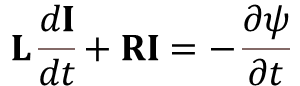 𝐋 d𝐈/dt + 𝐑𝐈 = − ∂ψ/∂t